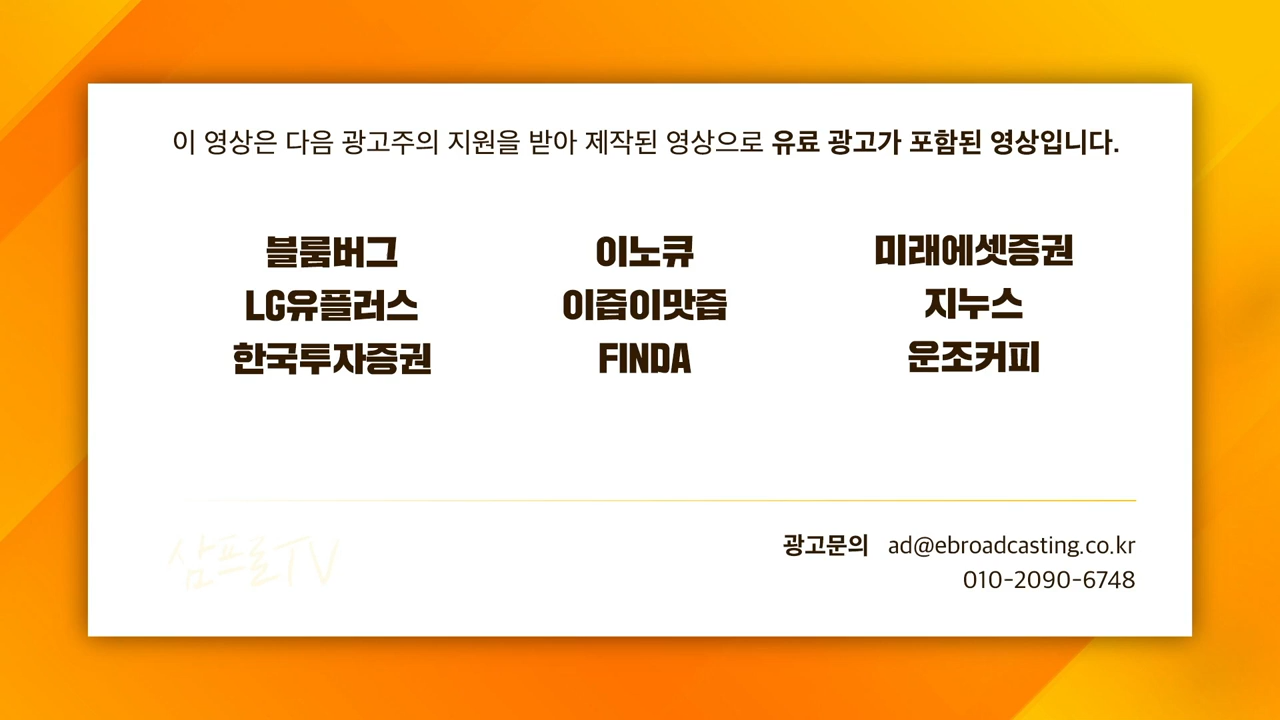 이 영상은 다음 광고주의 지원을 받아 제작된 영상으로 유료 광고가 포함된 영상입니다.
블룸버그 이노큐 미래에셋증권
LG유플러스 이즙이맛즙 지누스
한국투자증권 FINDA 운조커피
삼프로TV
광고문의 ad@ebroadcasting.co.kr
010-2090-6748